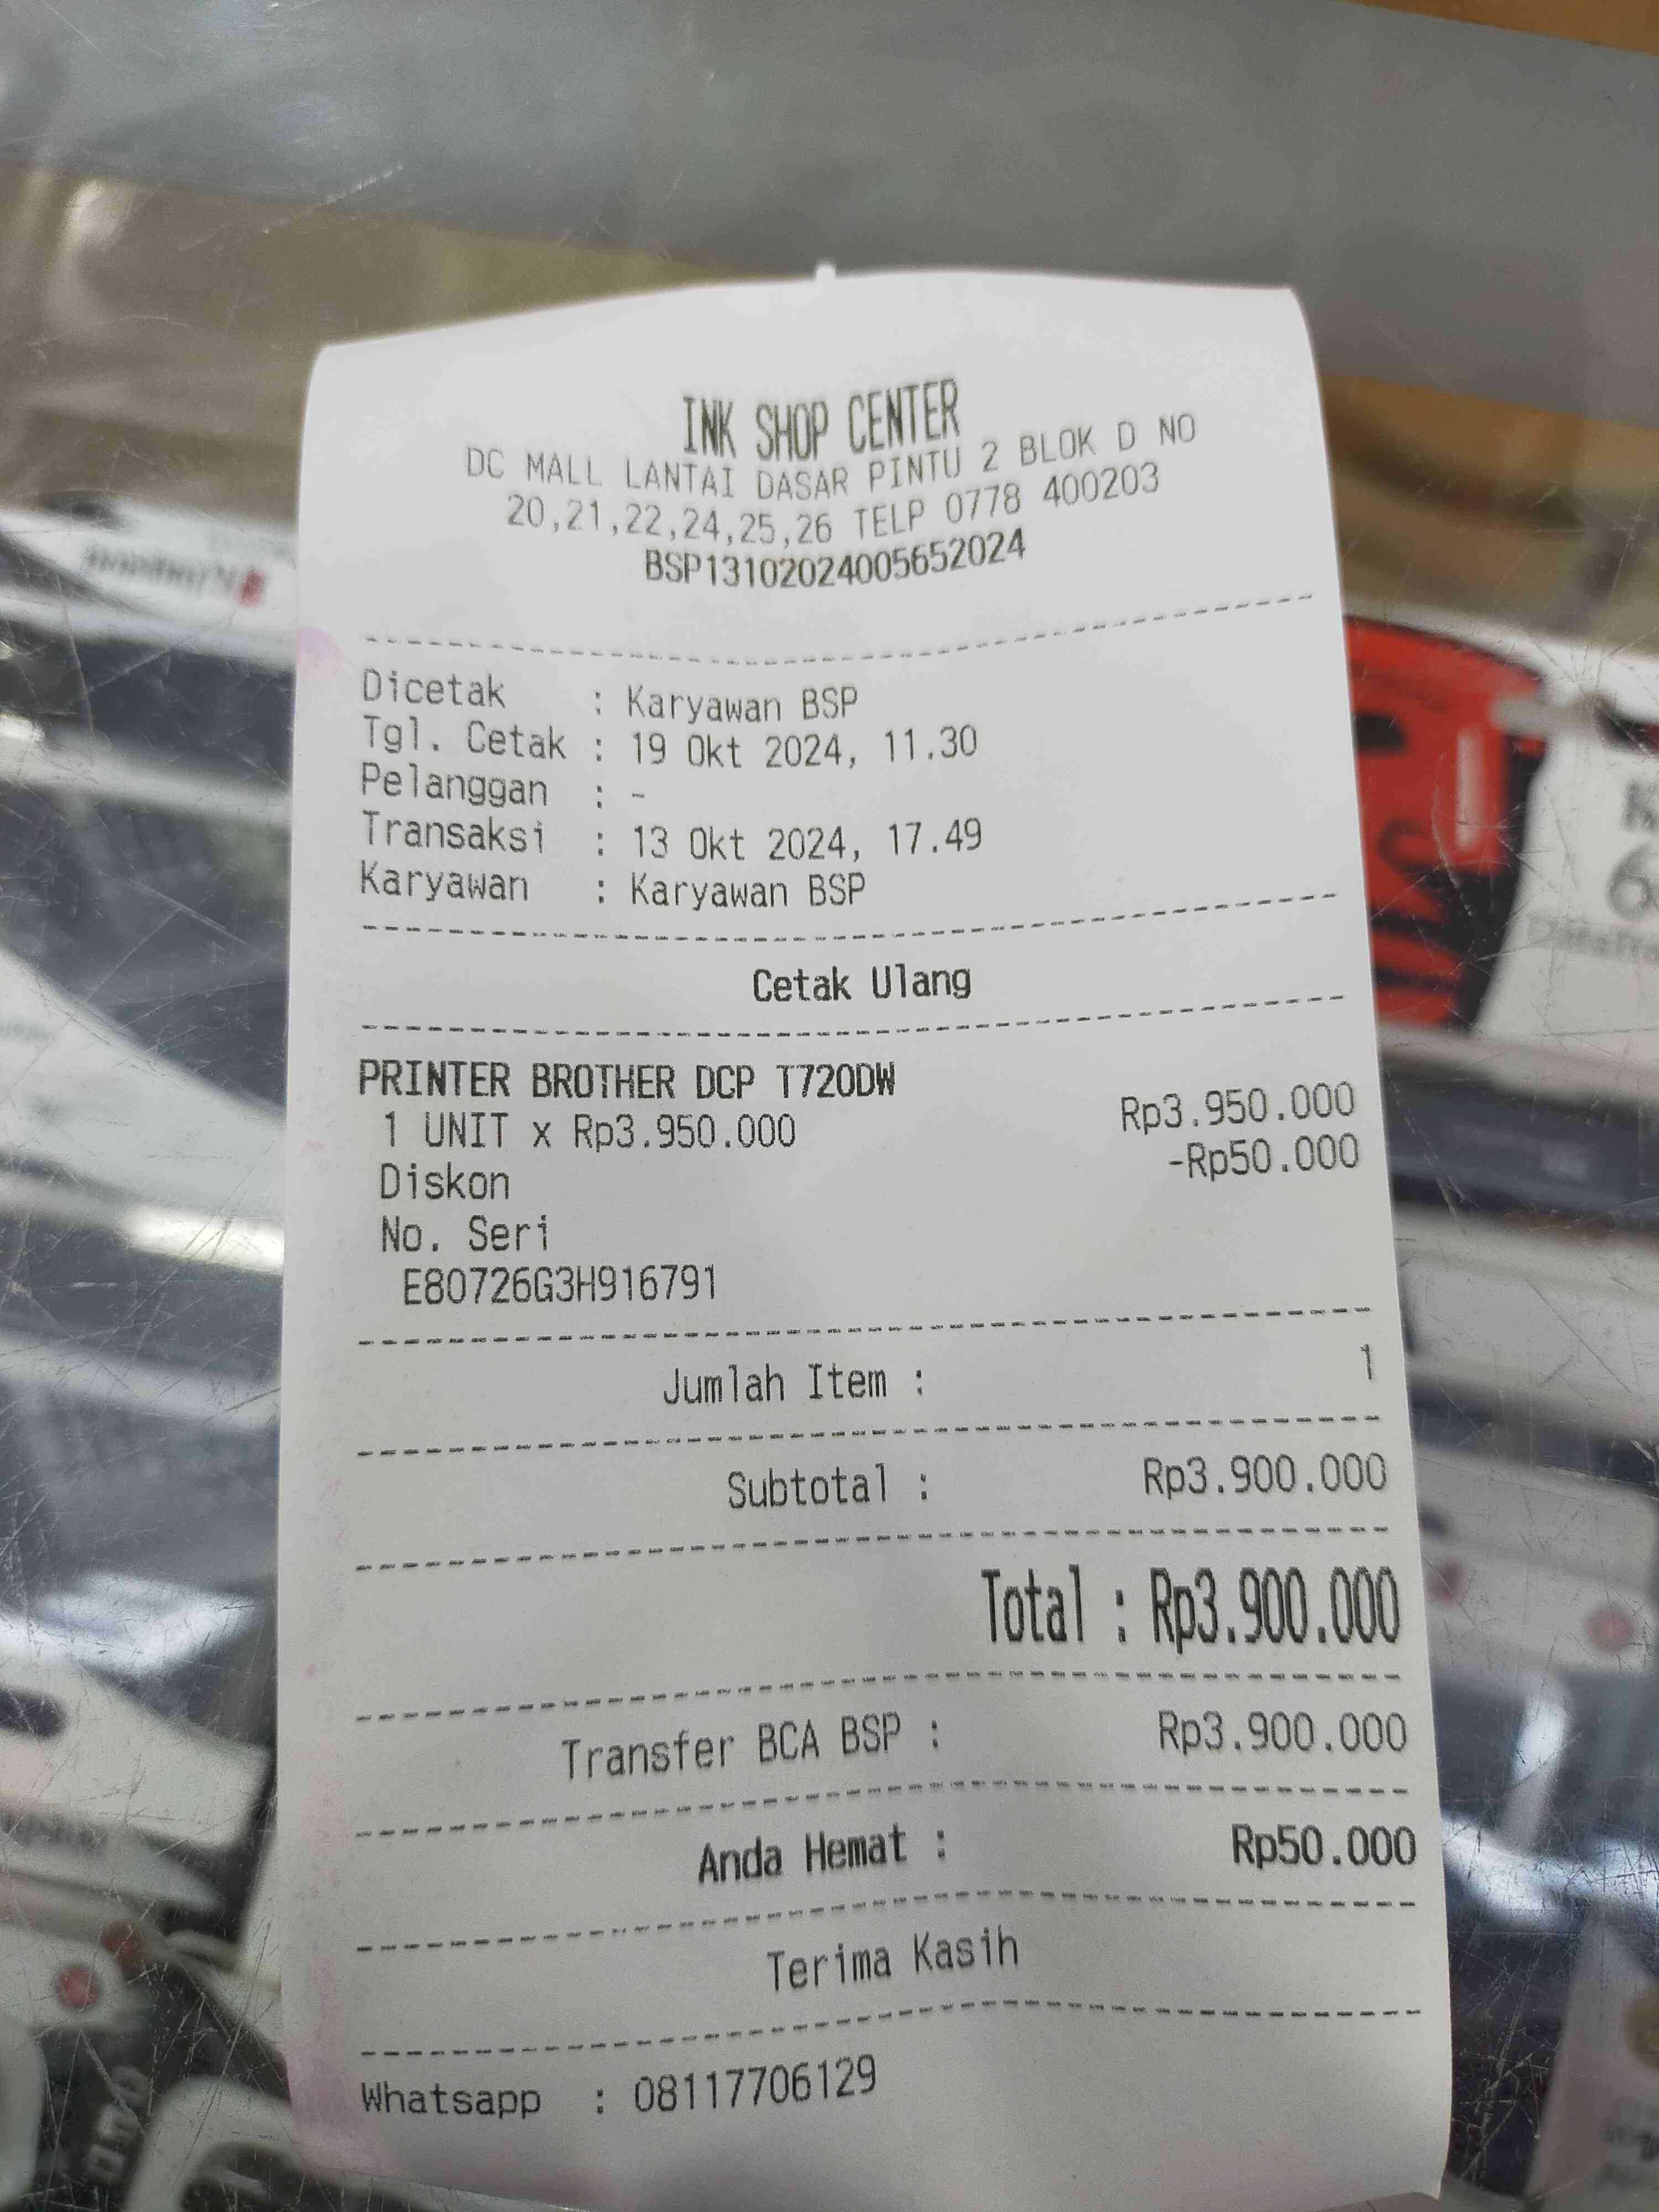 INK SHOP CENTER
DC MALL LANTAI DASAR PINTU 2 BLOK D NO
20,21,22,24,25,26 TELP 0778 400203
BSP13102024005652024
Dicetak : Karyawan BSP
Tgl. Cetak : 19 Okt 2024, 11.30
Pelanggan : -
Transaksi : 13 Okt 2024, 17.49
Karyawan : Karyawan BSP
Cetak Ulang
PRINTER BROTHER DCP T720DW
1 UNIT x Rp3.950.000 Rp3.950.000
Diskon -Rp50.000
No. Seri
E80726G3H916791
Jumlah Item : 1
Subtotal : Rp3.900.000
Total : Rp3.900.000
Transfer BCA BSP : Rp3.900.000
Anda Hemat : Rp50.000
Terima Kasih
Whatsapp : 08117706129